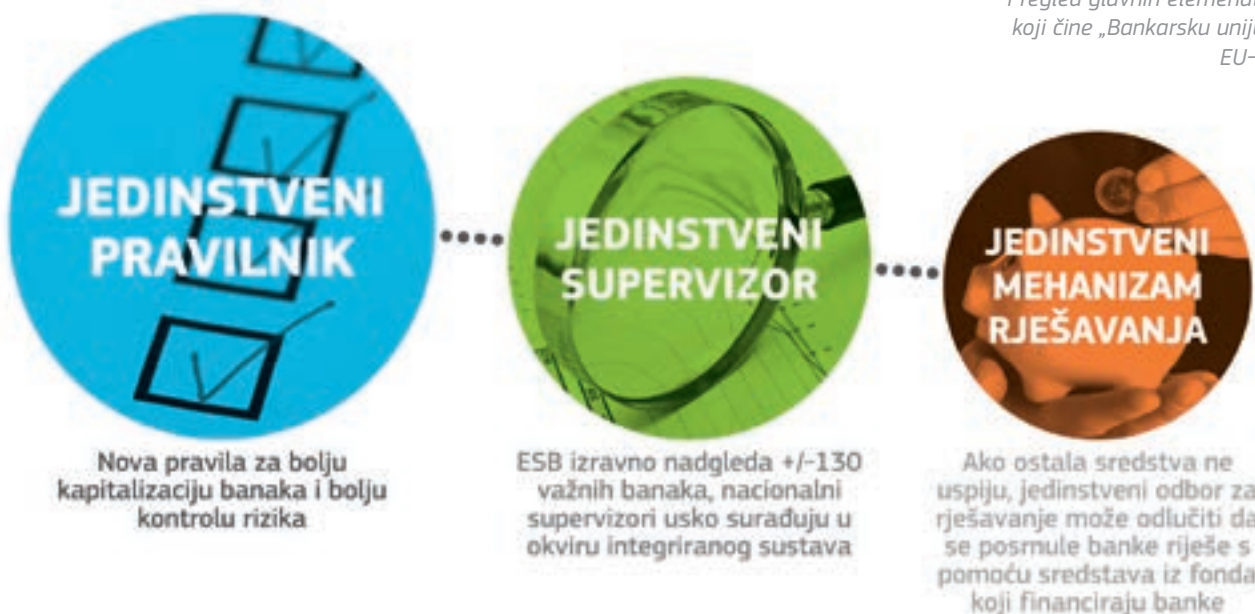 koji čine „Bankarsku unij
EU-
JEDINSTVENI
PRAVILNIK
JEDINSTVENI
SUPERVIZOR
JEDINSTVENI
MEHANIZAM
RJEŠAVANJA
Nova pravila za bolju
kapitalizaciju banaka i bolju
kontrolu rizika
ESB izravno nadgleda +/-130
važnih banaka, nacionalni
supervizori usko surađuju u
okviru integriranog sustava
Ako ostala sredstva ne
uspiju, jedinstveni odbor za
rješavanje može odlučiti da
se posrnule banke riješe s
pomoću sredstava iz fonda
koji financiraju banke